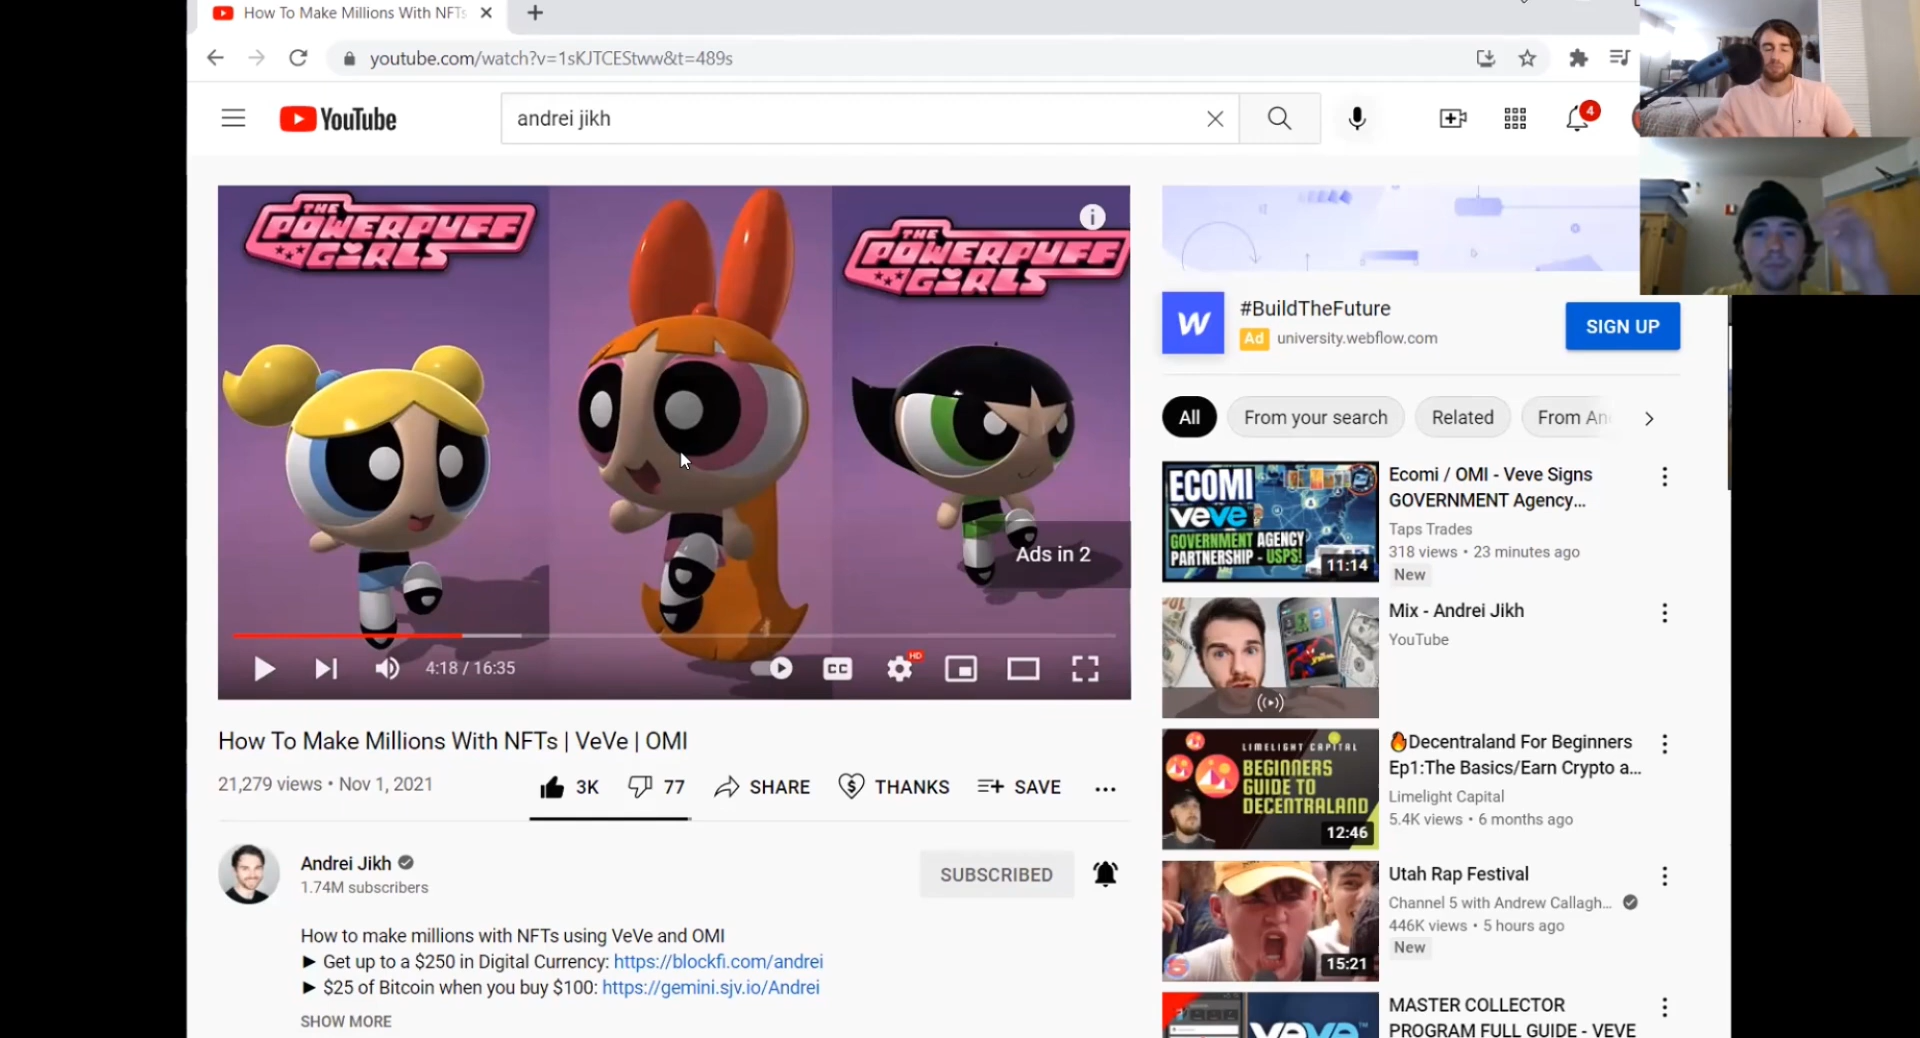 How To Make Millions With NFTs
youtube.com/watch?v=1sKJTCEStww&t=489s
YouTube
andrei jikh
4
THE
POWERPUFF
GIRLS
THE
POWERPUFF
GIRLS
i
Ads in 2
4:18 / 16:35
CC
HD
How To Make Millions With NFTs | VeVe | OMI
21,279 views • Nov 1, 2021
3K
77
SHARE
THANKS
SAVE
Andrei Jikh
1.74M subscribers
SUBSCRIBED
How to make millions with NFTs using VeVe and OMI
► Get up to a $250 in Digital Currency: https://blockfi.com/andrei
► $25 of Bitcoin when you buy $100: https://gemini.sjv.io/Andrei
SHOW MORE
W
#BuildTheFuture
Ad university.webflow.com
SIGN UP
All
From your search
Related
From An
ECOMI
veve
GOVERNMENT AGENCY
PARTNERSHIP - USPS!
11:14
Ecomi / OMI - Veve Signs
GOVERNMENT Agency...
Taps Trades
318 views • 23 minutes ago
New
Mix - Andrei Jikh
YouTube
LIMELIGHT CAPITAL
BEGINNERS
GUIDE TO
DECENTRALAND
12:46
🔥Decentraland For Beginners
Ep1:The Basics/Earn Crypto a...
Limelight Capital
5.4K views • 6 months ago
15:21
Utah Rap Festival
Channel 5 with Andrew Callagh...
446K views • 5 hours ago
New
veve
MASTER COLLECTOR
PROGRAM FULL GUIDE - VEVE